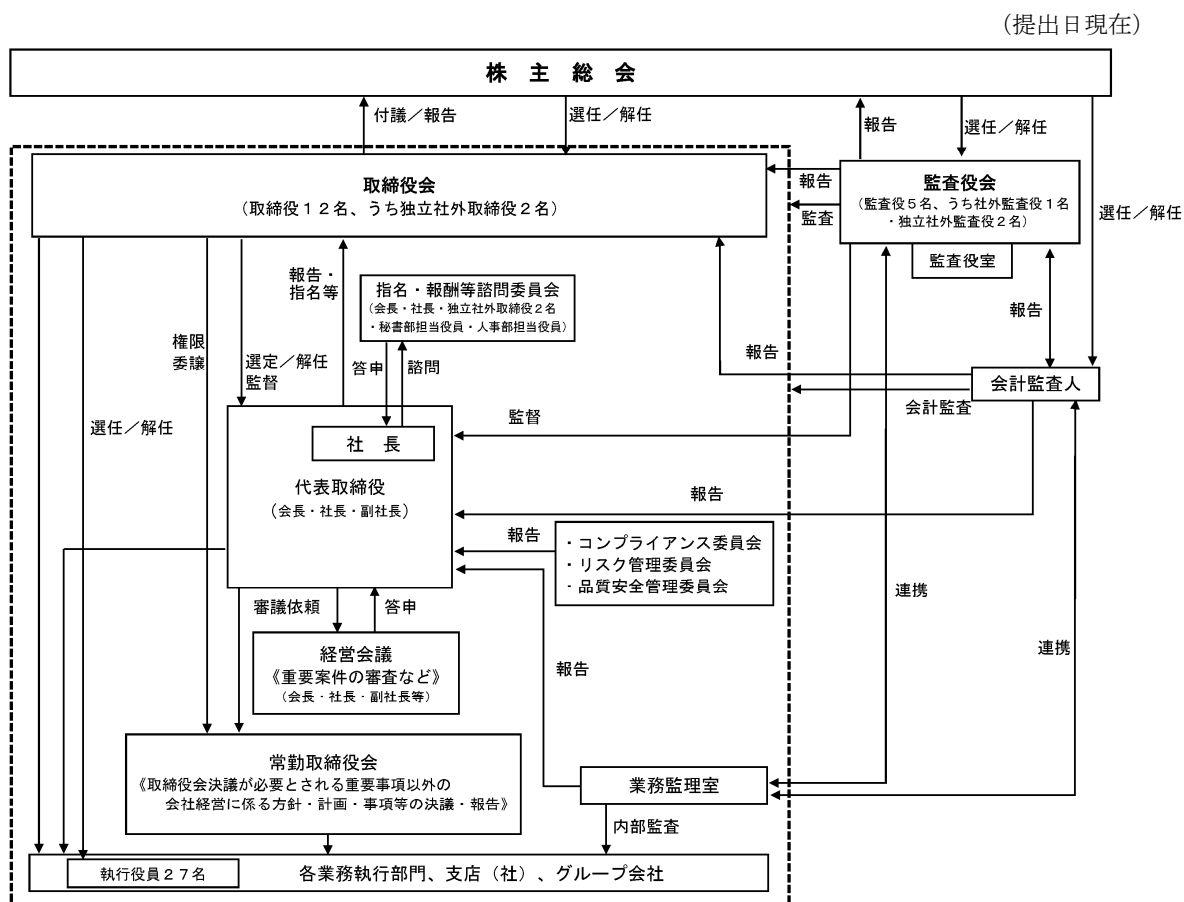 （提出日現在）
株 主 総 会
付議／報告
選任／解任
報告
選任／解任
選任／解任
取締役会
（取締役１２名、うち独立社外取締役２名）
報告
監査
監査役会
（監査役５名、うち社外監査役１名
・独立社外監査役２名）
監査役室
報告・
指名等
指名・報酬等諮問委員会
（会長・社長・独立社外取締役２名
・秘書部担当役員・人事部担当役員）
報告
権限
委譲
選定／解任
監督
答申
諮問
報告
会計監査人
会計監査
選任／解任
監督
社 長
代表取締役
（会長・社長・副社長）
報告
報告
・コンプライアンス委員会
・リスク管理委員会
・品質安全管理委員会
連携
審議依頼
答申
連携
経営会議
《重要案件の審査など》
（会長・社長・副社長等）
報告
常勤取締役会
《取締役会決議が必要とされる重要事項以外の
会社経営に係る方針・計画・事項等の決議・報告》
業務監理室
内部監査
執行役員２７名
各業務執行部門、支店（社）、グループ会社